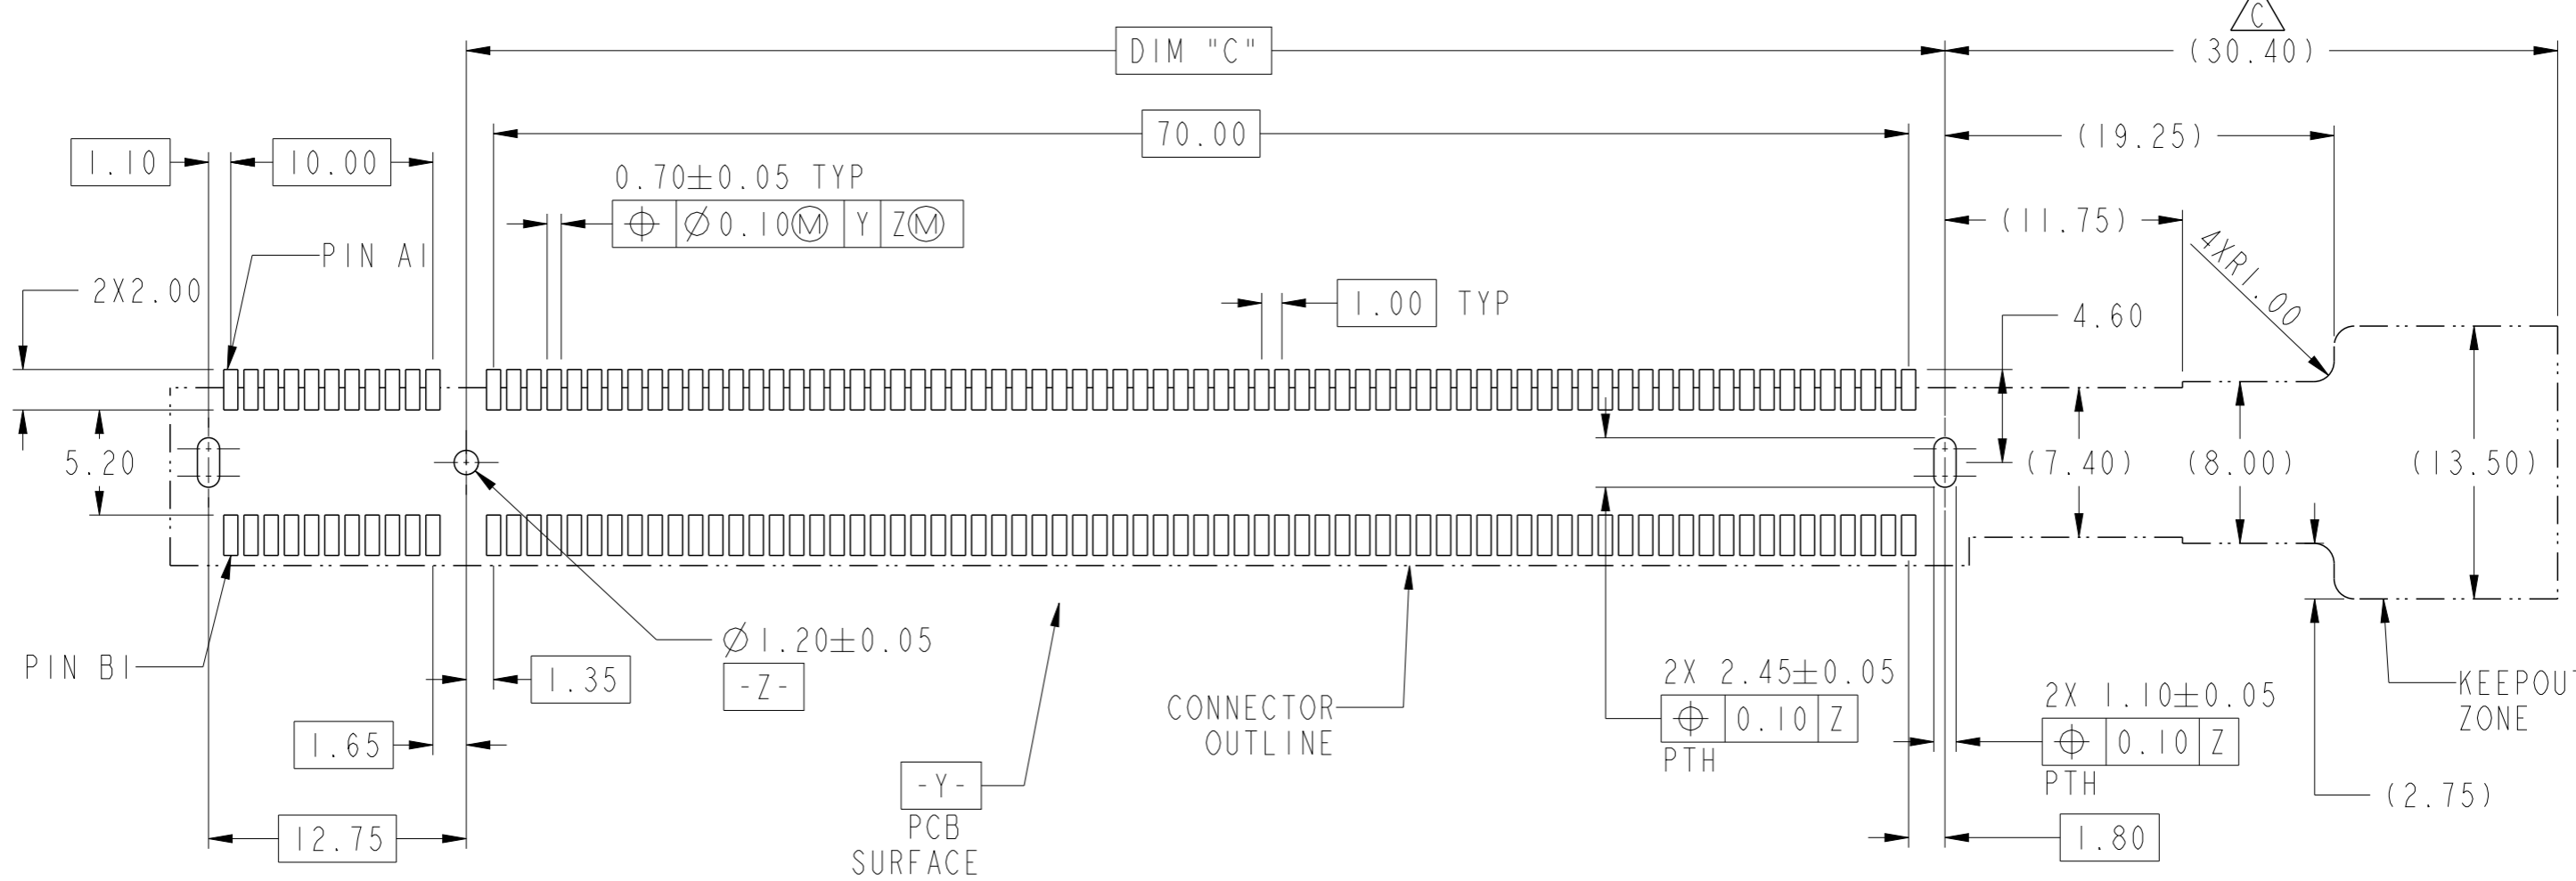 C
DIM "C"
(30.40)
70.00
(19.25)
1.10
10.00
0.70±0.05 TYP
⌖ ⌀0.10Ⓜ Y ZⓂ
(11.75)
PIN A1
4XR1.00
2X2.00
1.00 TYP
4.60
5.20
(7.40)
(8.00)
(13.50)
⌀1.20±0.05
-Z-
PIN B1
1.35
2X 2.45±0.05
⌖ 0.10 Z
PTH
2X 1.10±0.05
⌖ 0.10 Z
PTH
CONNECTOR
OUTLINE
KEEPOUT
ZONE
1.65
-Y-
PCB
SURFACE
(2.75)
12.75
1.80